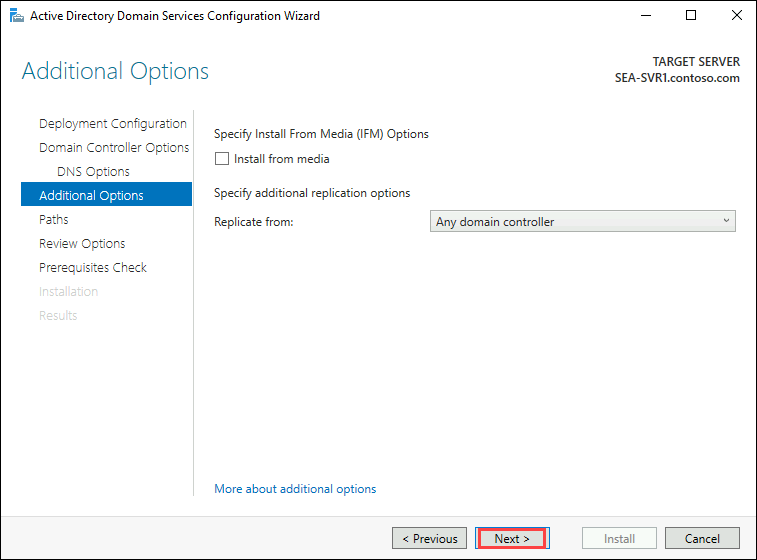 Active Directory Domain Services Configuration Wizard
Additional Options
TARGET SERVER
SEA-SVR1.contoso.com
Deployment Configuration
Domain Controller Options
DNS Options
Additional Options
Paths
Review Options
Prerequisites Check
Installation
Results
Specify Install From Media (IFM) Options
Install from media
Specify additional replication options
Replicate from:
Any domain controller
More about additional options
< Previous
Next >
Install
Cancel